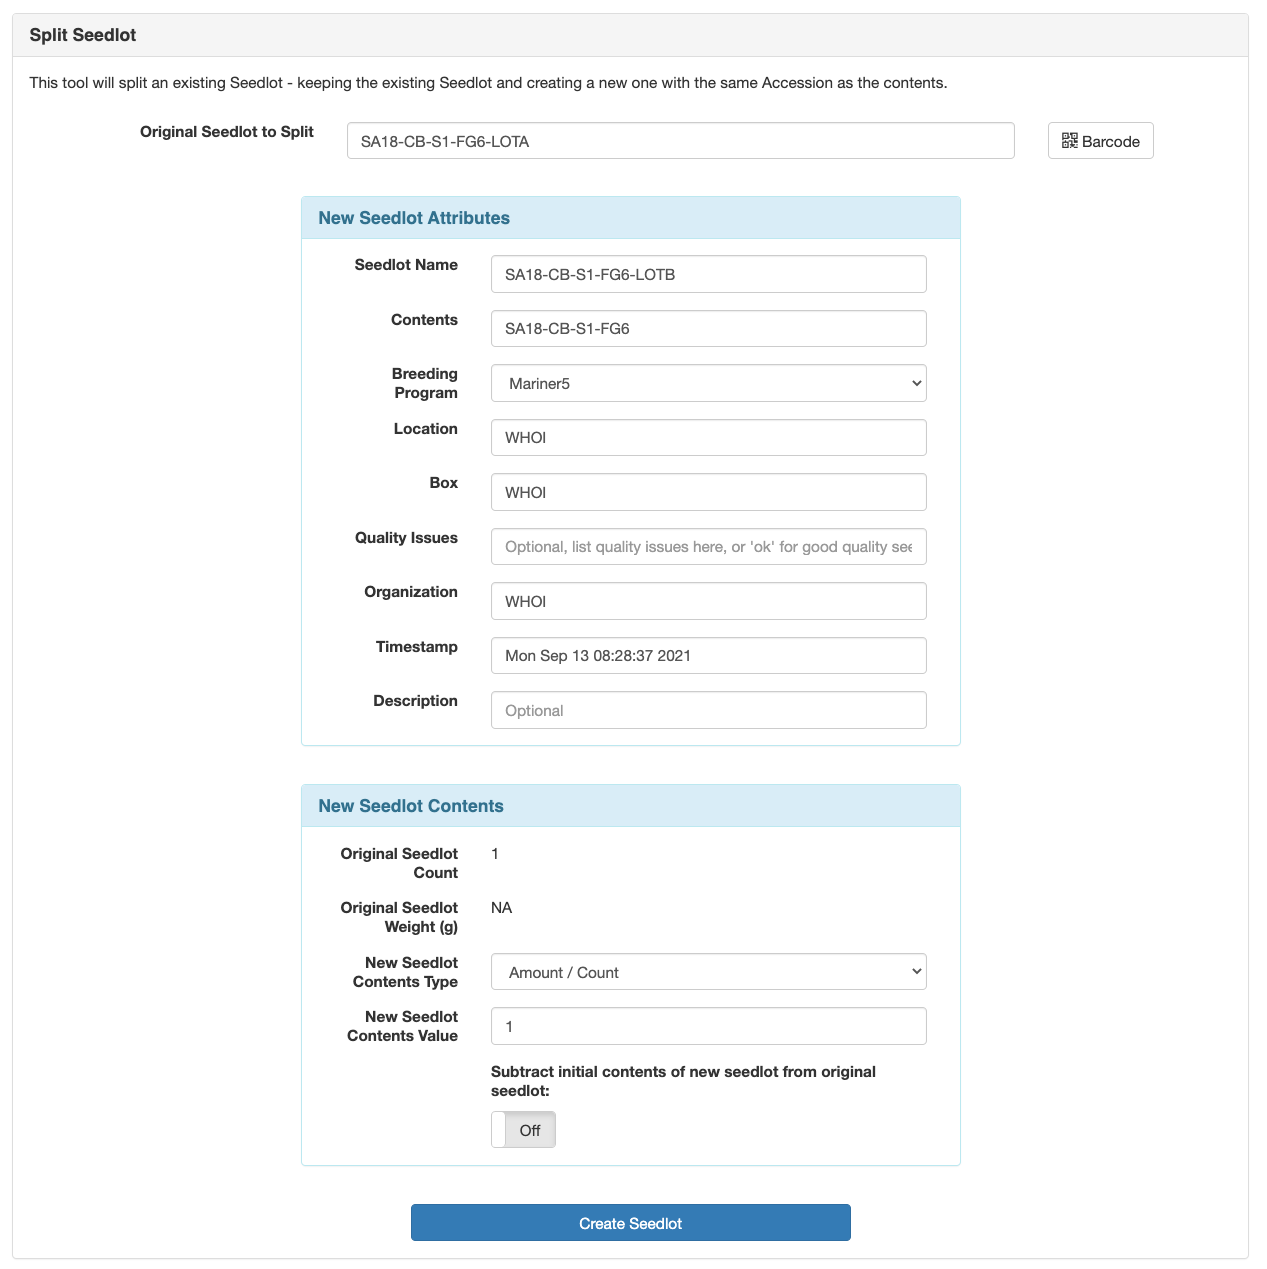 Split Seedlot
This tool will split an existing Seedlot - keeping the existing Seedlot and creating a new one with the same Accession as the contents.
Original Seedlot to Split
SA18-CB-S1-FG6-LOTA
Barcode
New Seedlot Attributes
Seedlot Name
SA18-CB-S1-FG6-LOTB
Contents
SA18-CB-S1-FG6
Breeding
Program
Mariner5
Location
WHOI
Box
WHOI
Quality Issues
Optional, list quality issues here, or 'ok' for good quality see
Organization
WHOI
Timestamp
Mon Sep 13 08:28:37 2021
Description
Optional
New Seedlot Contents
Original Seedlot
Count
1
Original Seedlot
Weight (g)
NA
New Seedlot
Contents Type
Amount / Count
New Seedlot
Contents Value
1
Subtract initial contents of new seedlot from original
seedlot:
Off
Create Seedlot